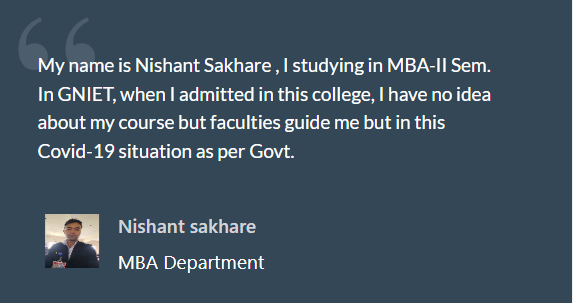 My name is Nishant Sakhare , I studying in MBA-II Sem.
In GNIET, when I admitted in this college, I have no idea
about my course but faculties guide me but in this
Covid-19 situation as per Govt.
Nishant sakhare
MBA Department